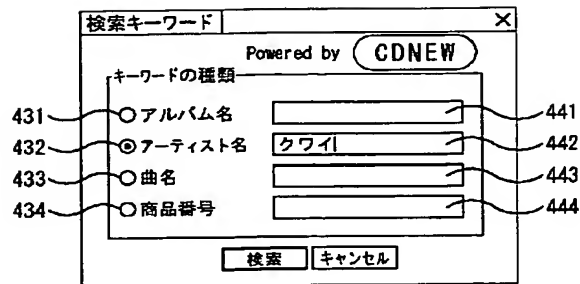 検索キーワード ×
Powered by CDNEW
キーワードの種類
431 ○アルバム名 441
432 ◉アーティスト名 クワイ 442
433 ○曲名 443
434 ○商品番号 444
検索 キャンセル